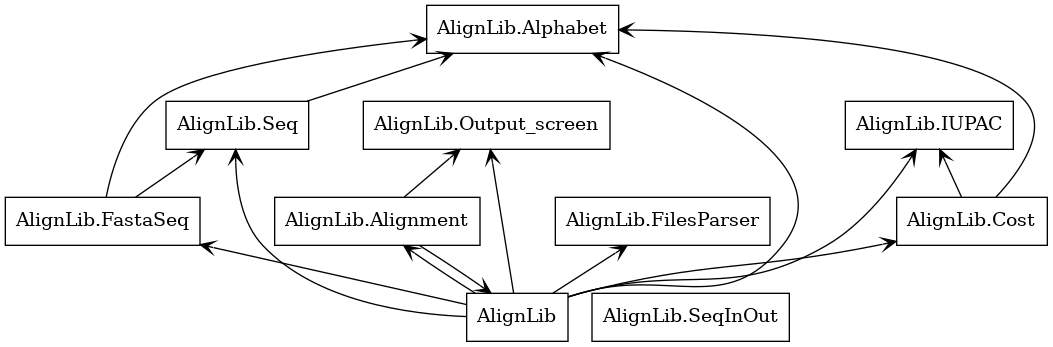 AlignLib.Alphabet
AlignLib.Seq
AlignLib.Output_screen
AlignLib.IUPAC
AlignLib.FastaSeq
AlignLib.Alignment
AlignLib.FilesParser
AlignLib.Cost
AlignLib
AlignLib.SeqInOut